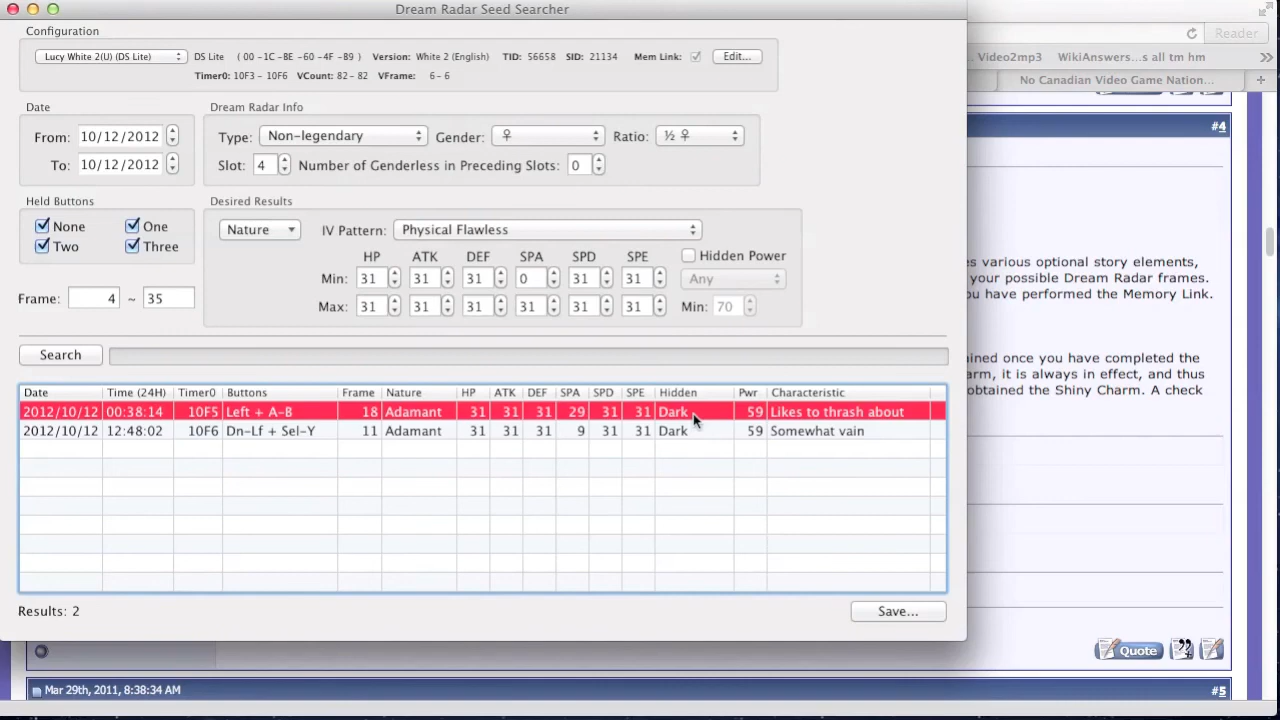 Dream Radar Seed Searcher
Configuration
Lucy White 2(U) (DS Lite) DS Lite ( 00 -1C -BE -60 -4F -B9 ) Version: White 2 (English) TID: 56658 SID: 21134 Mem Link: Edit...
Timer0: 10F3 - 10F6 VCount: 82 - 82 VFrame: 6 - 6
Date
From: 10/12/2012
To: 10/12/2012
Dream Radar Info
Type: Non-legendary Gender: ♀ Ratio: ½ ♀
Slot: 4 Number of Genderless in Preceding Slots: 0
Held Buttons
None One
Two Three
Frame: 4 ~ 35
Desired Results
Nature IV Pattern: Physical Flawless
HP ATK DEF SPA SPD SPE Hidden Power
Min: 31 31 31 0 31 31 Any
Max: 31 31 31 31 31 31 Min: 70
Search
Date Time (24H) Timer0 Buttons Frame Nature HP ATK DEF SPA SPD SPE Hidden Pwr Characteristic
2012/10/12 00:38:14 10F5 Left + A-B 18 Adamant 31 31 31 29 31 31 Dark 59 Likes to thrash about
2012/10/12 12:48:02 10F6 Dn-Lf + Sel-Y 11 Adamant 31 31 31 9 31 31 Dark 59 Somewhat vain
Results: 2 Save...
Reader
Video2mp3 WikiAnswers...s all tm hm
No Canadian Video Game Nation...
#4
s various optional story elements,
your possible Dream Radar frames.
u have performed the Memory Link.
ined once you have completed the
arm, it is always in effect, and thus
obtained the Shiny Charm. A check
Quote
Mar 29th, 2011, 8:38:34 AM #5